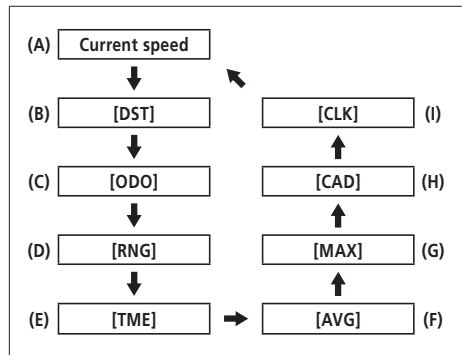 (A) Current speed
(B) [DST] [CLK] (I)
(C) [ODO] [CAD] (H)
(D) [RNG] [MAX] (G)
(E) [TME] [AVG] (F)